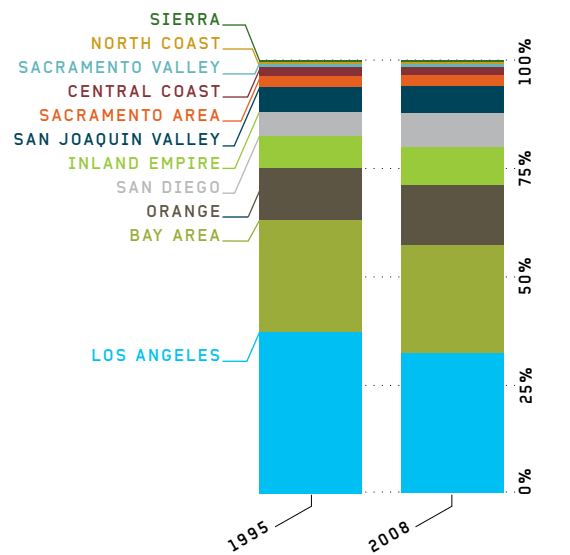 SIERRA
NORTH COAST
SACRAMENTO VALLEY
CENTRAL COAST
SACRAMENTO AREA
SAN JOAQUIN VALLEY
INLAND EMPIRE
SAN DIEGO
ORANGE
BAY AREA
LOS ANGELES
100%
75%
50%
25%
0%
1995
2008